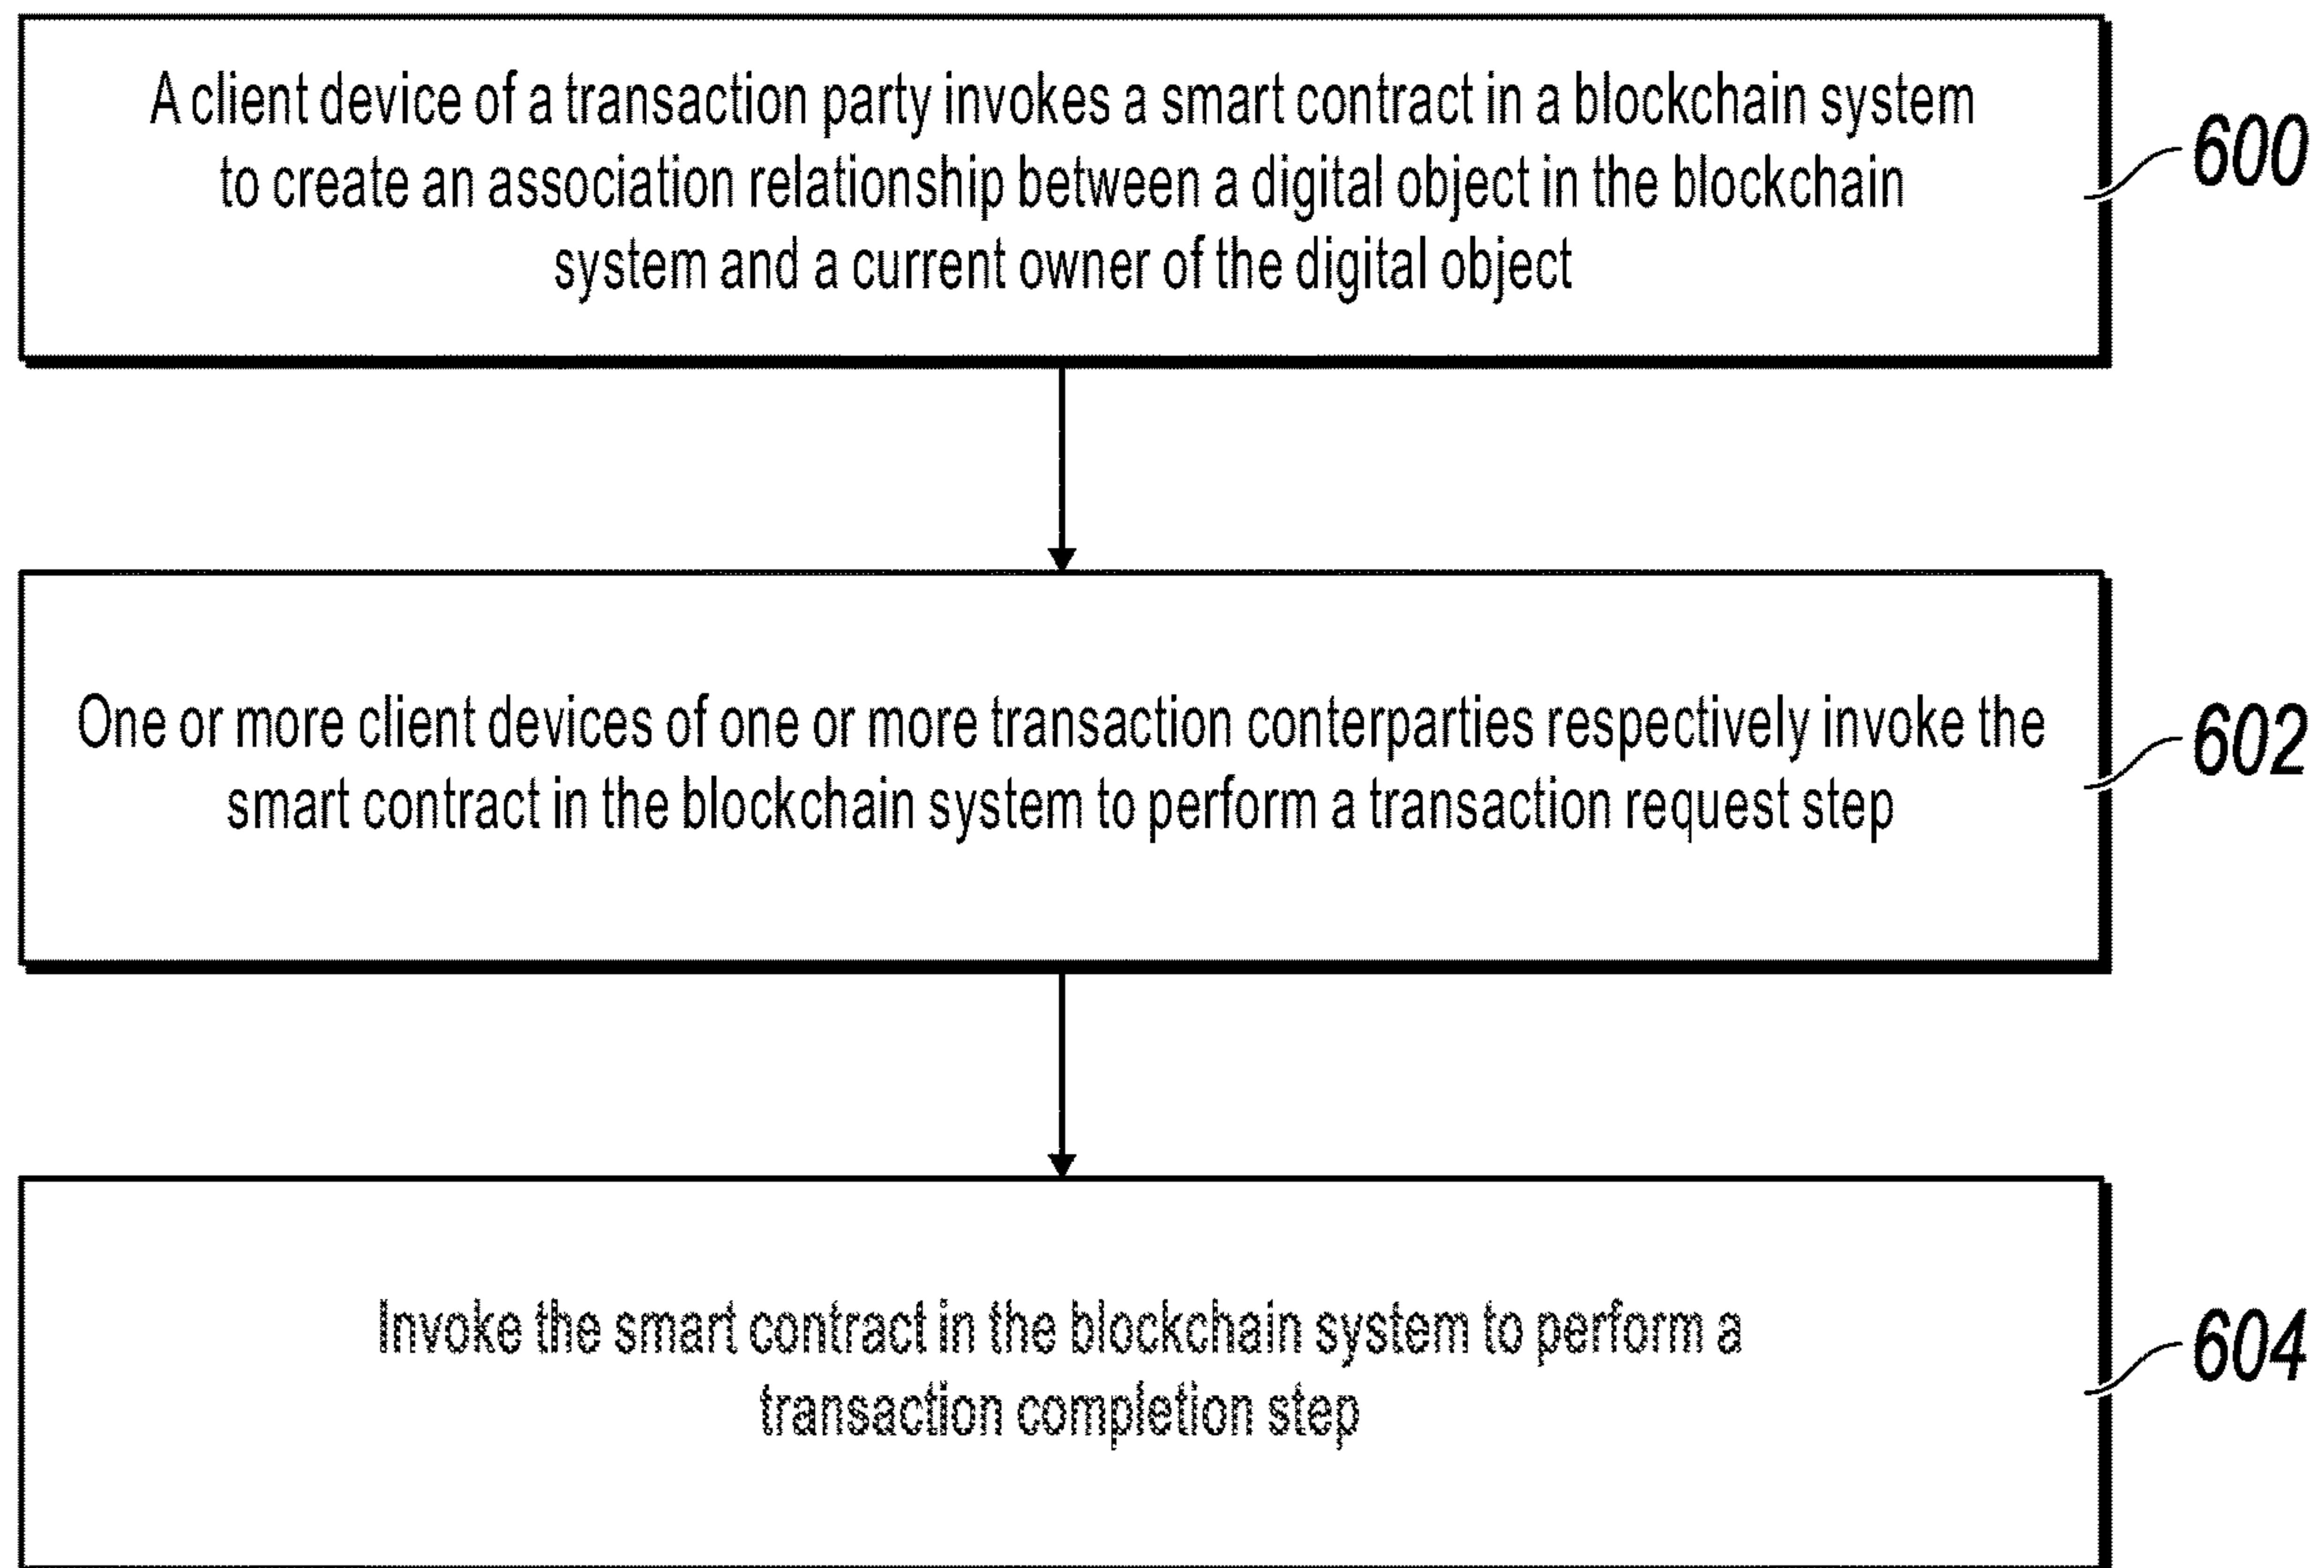 A client device of a transaction party invokes a smart contract in a blockchain system
to create an association relationship between a digital object in the blockchain
system and a current owner of the digital object
600
One or more client devices of one or more transaction conterparties respectively invoke the
smart contract in the blockchain system to perform a transaction request step
602
Invoke the smart contract in the blockchain system to perform a
transaction completion step
604